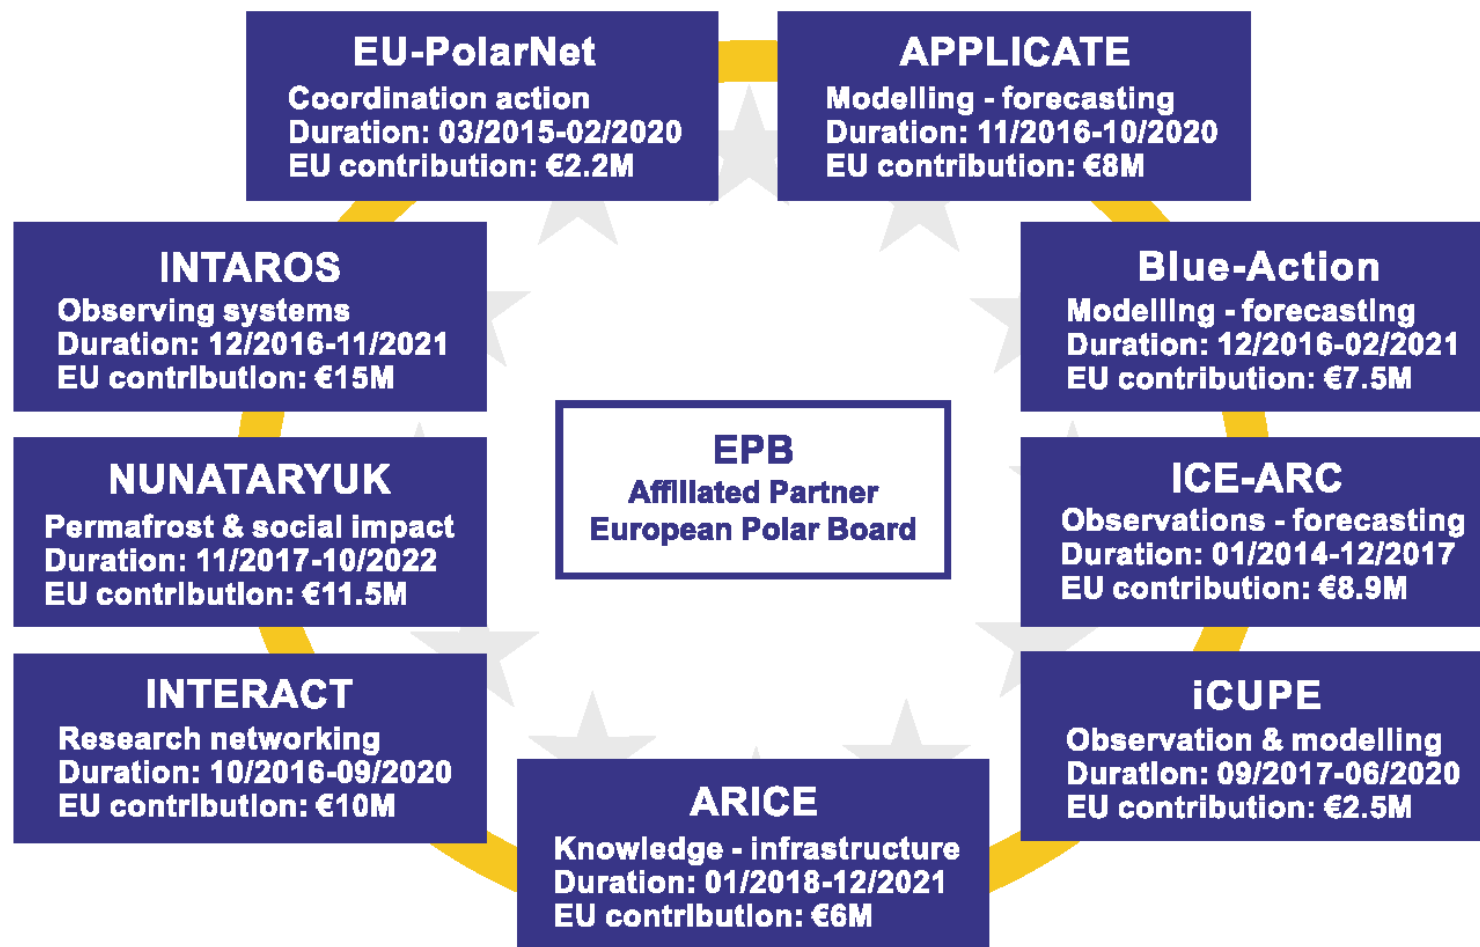 EU-PolarNet
Coordination action
Duration: 03/2015-02/2020
EU contribution: €2.2M
APPLICATE
Modelling - forecasting
Duration: 11/2016-10/2020
EU contribution: €8M
INTAROS
Observing systems
Duration: 12/2016-11/2021
EU contribution: €15M
Blue-Action
Modelling - forecasting
Duration: 12/2016-02/2021
EU contribution: €7.5M
EPB
Affiliated Partner
European Polar Board
NUNATARYUK
Permafrost & social impact
Duration: 11/2017-10/2022
EU contribution: €11.5M
ICE-ARC
Observations - forecasting
Duration: 01/2014-12/2017
EU contribution: €8.9M
INTERACT
Research networking
Duration: 10/2016-09/2020
EU contribution: €10M
iCUPE
Observation & modelling
Duration: 09/2017-06/2020
EU contribution: €2.5M
ARICE
Knowledge - infrastructure
Duration: 01/2018-12/2021
EU contribution: €6M